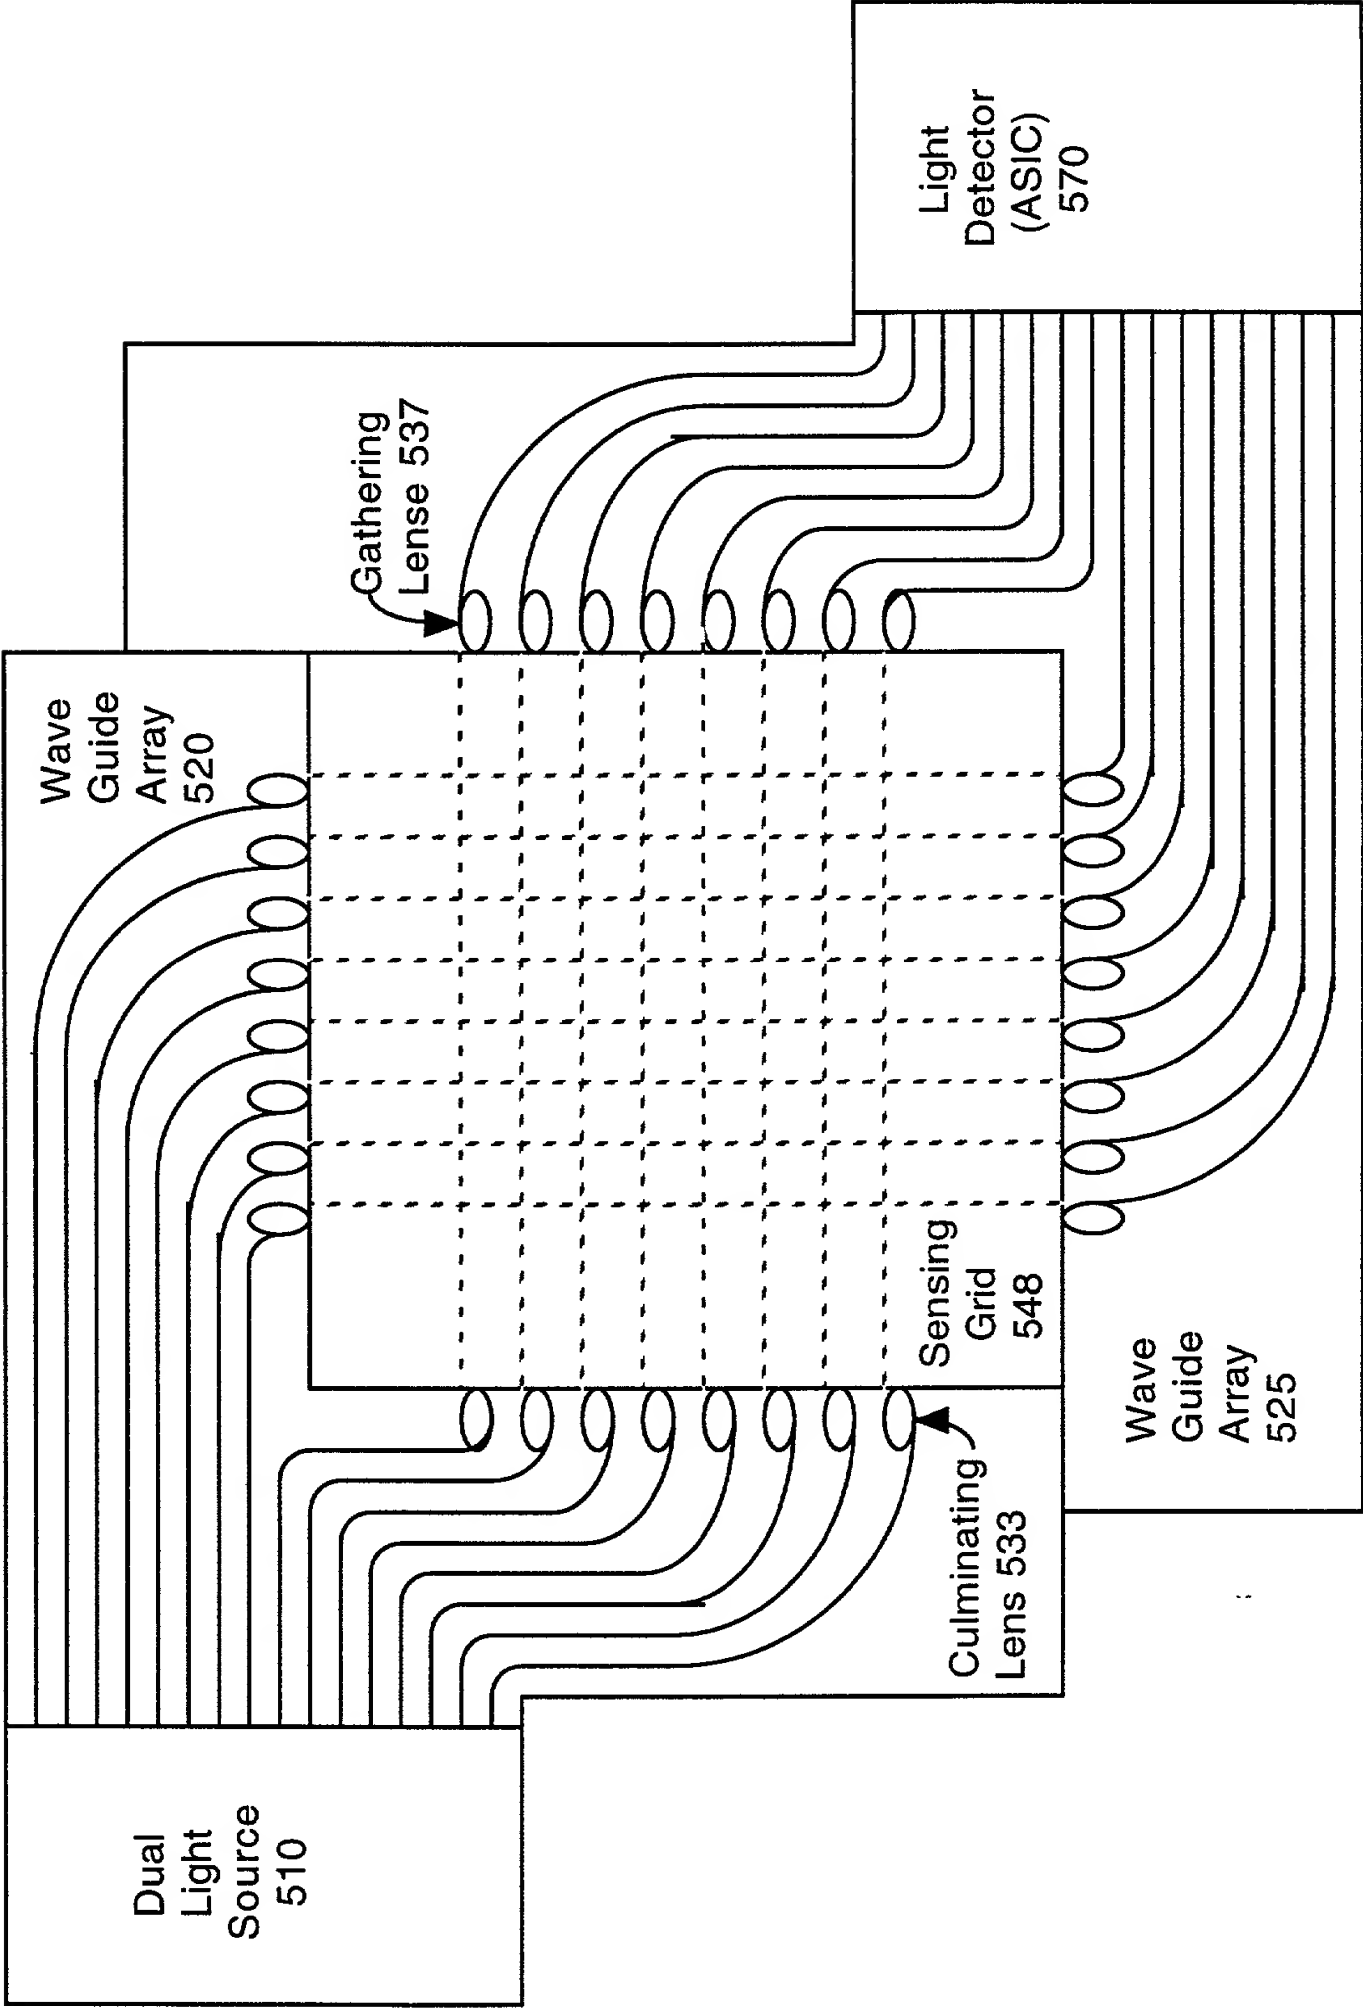 Dual
Light
Source
510
Wave
Guide
Array
520
Culminating
Lens 533
Sensing
Grid
548
Gathering
Lense 537
Wave
Guide
Array
525
Light
Detector
(ASIC)
570